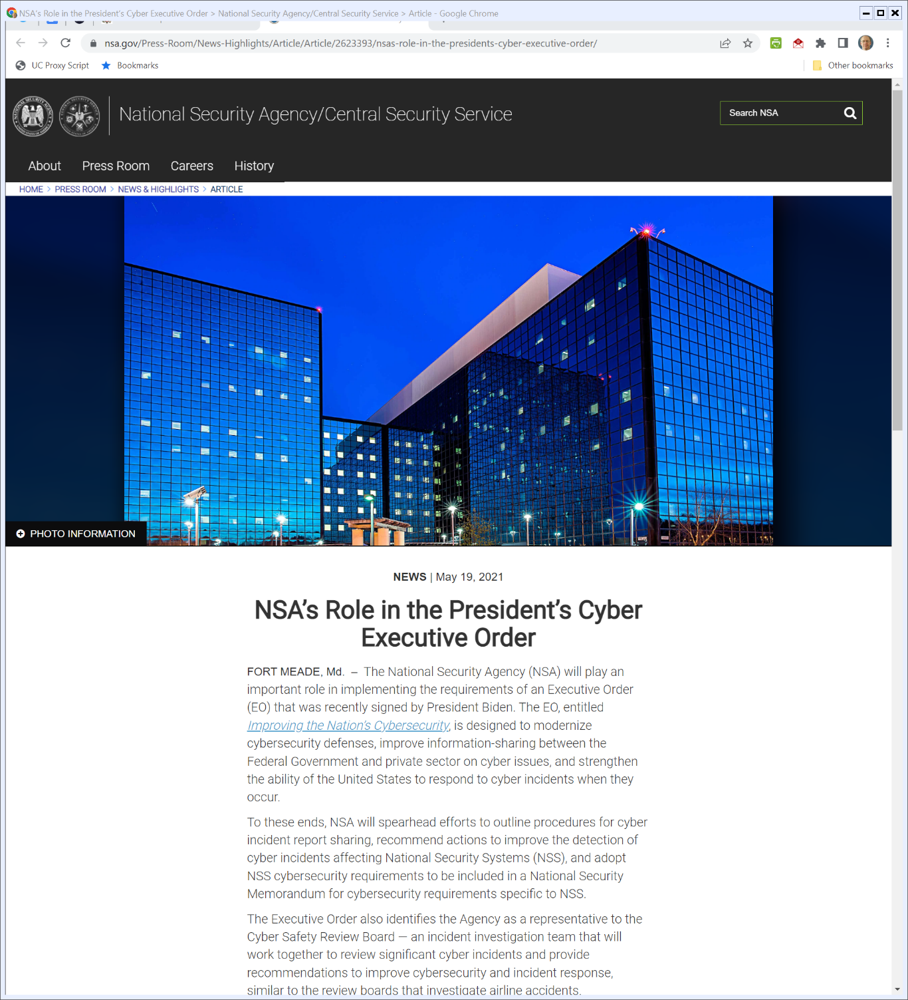 NSA's Role in the President's Cyber Executive Order > National Security Agency/Central Security Service > Article - Google Chrome
nsa.gov/Press-Room/News-Highlights/Article/Article/2623393/nsas-role-in-the-presidents-cyber-executive-order/
UC Proxy Script Bookmarks Other bookmarks
National Security Agency/Central Security Service
Search NSA
About Press Room Careers History
HOME > PRESS ROOM > NEWS & HIGHLIGHTS > ARTICLE
PHOTO INFORMATION
NEWS | May 19, 2021
NSA’s Role in the President’s Cyber
Executive Order
FORT MEADE, Md. – The National Security Agency (NSA) will play an
important role in implementing the requirements of an Executive Order
(EO) that was recently signed by President Biden. The EO, entitled
Improving the Nation’s Cybersecurity, is designed to modernize
cybersecurity defenses, improve information-sharing between the
Federal Government and private sector on cyber issues, and strengthen
the ability of the United States to respond to cyber incidents when they
occur.
To these ends, NSA will spearhead efforts to outline procedures for cyber
incident report sharing, recommend actions to improve the detection of
cyber incidents affecting National Security Systems (NSS), and adopt
NSS cybersecurity requirements to be included in a National Security
Memorandum for cybersecurity requirements specific to NSS.
The Executive Order also identifies the Agency as a representative to the
Cyber Safety Review Board — an incident investigation team that will
work together to review significant cyber incidents and provide
recommendations to improve cybersecurity and incident response,
similar to the review boards that investigate airline accidents.